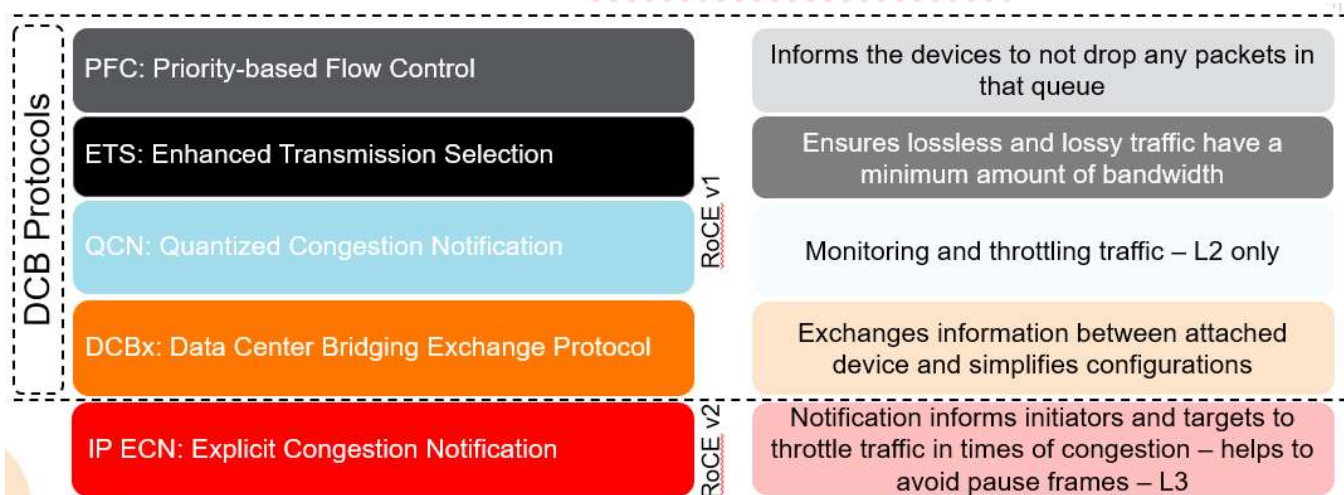 DCB Protocols
PFC: Priority-based Flow Control
Informs the devices to not drop any packets in
that queue
ETS: Enhanced Transmission Selection
Ensures lossless and lossy traffic have a
minimum amount of bandwidth
RoCE v1
QCN: Quantized Congestion Notification
Monitoring and throttling traffic – L2 only
DCBx: Data Center Bridging Exchange Protocol
Exchanges information between attached
device and simplifies configurations
IP ECN: Explicit Congestion Notification
RoCE v2
Notification informs initiators and targets to
throttle traffic in times of congestion – helps to
avoid pause frames – L3